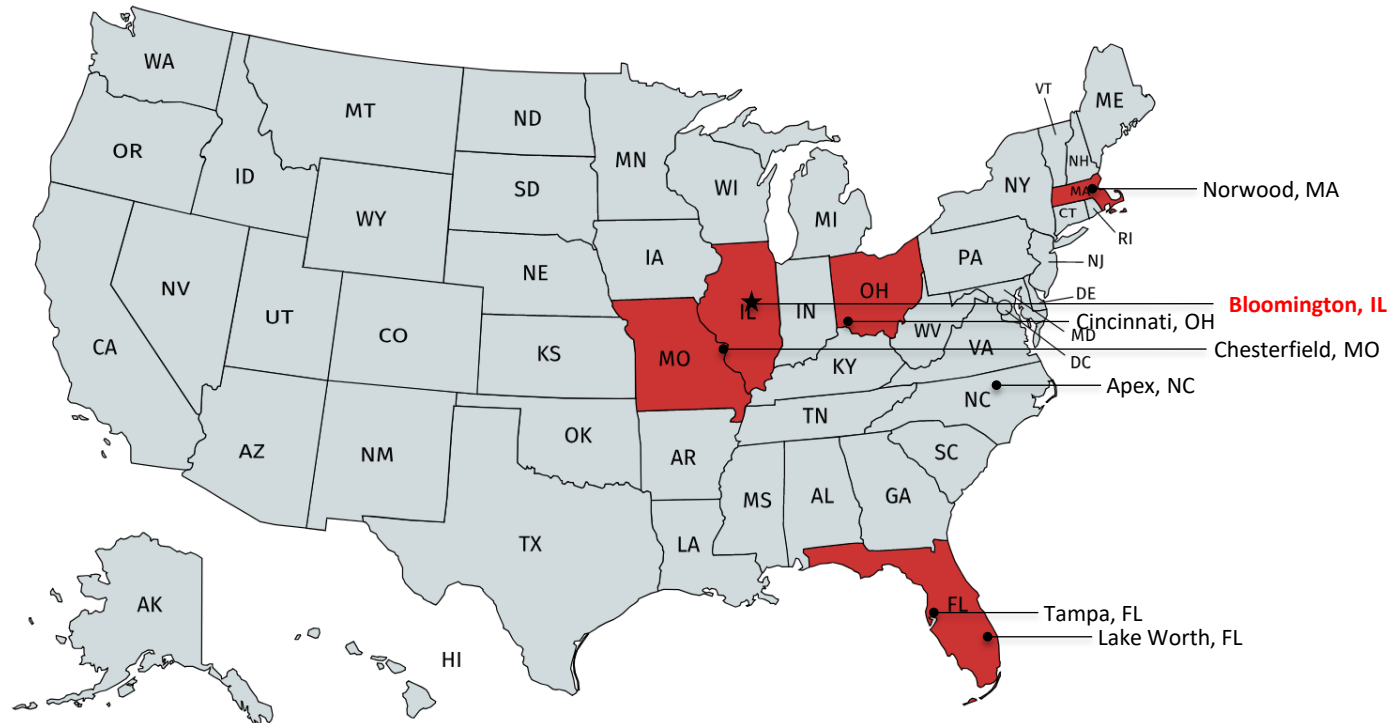 WA
MT
ND
MN
OR
ID
SD
WI
MI
NY
VT
NH
ME
MA
Norwood, MA
CT
RI
WY
IA
NE
PA
NJ
NV
UT
CO
IL
IN
OH
DE
Bloomington, IL
Cincinnati, OH
WV
MD
CA
KS
MO
Chesterfield, MO
VA
DC
KY
Apex, NC
NC
TN
AZ
NM
OK
AR
SC
MS
AL
GA
TX
LA
AK
FL
Tampa, FL
Lake Worth, FL
HI